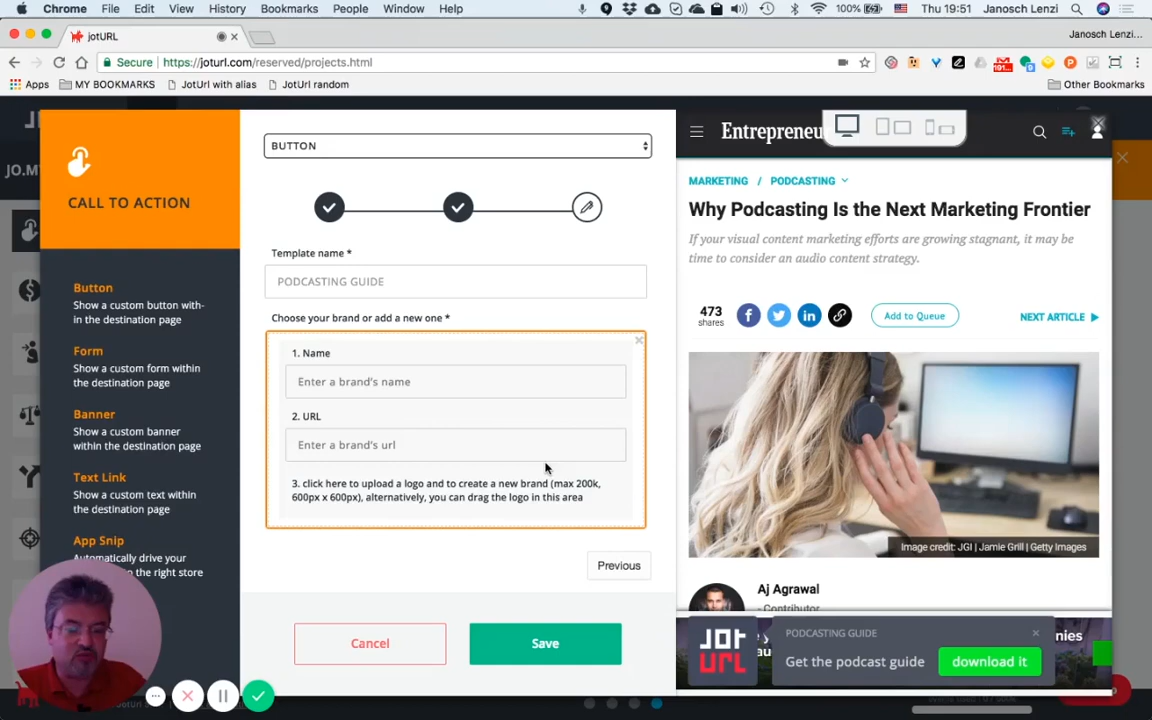 Chrome File Edit View History Bookmarks People Window Help 100% Thu 19:51 Janosch Lenzi
jotURL
Janosch Lenzi...
Secure https://joturl.com/reserved/projects.html
Apps MY BOOKMARKS JotUrl with alias JotUrl random Other Bookmarks
JO.M
CALL TO ACTION
Button
Show a custom button with-
in the destination page
Form
Show a custom form within
the destination page
Banner
Show a custom banner
within the destination page
Text Link
Show a custom text within
the destination page
App Snip
Automatically drive your
the right store
BUTTON
Template name *
PODCASTING GUIDE
Choose your brand or add a new one *
1. Name
Enter a brand's name
2. URL
Enter a brand's url
3. click here to upload a logo and to create a new brand (max 200k,
600px x 600px), alternatively, you can drag the logo in this area
Previous
Cancel
Save
Entrepreneu
MARKETING / PODCASTING
Why Podcasting Is the Next Marketing Frontier
If your visual content marketing efforts are growing stagnant, it may be
time to consider an audio content strategy.
473
shares
Add to Queue
NEXT ARTICLE
Image credit: JGI | Jamie Grill | Getty Images
Aj Agrawal
- Contributor
JOT
URL
PODCASTING GUIDE
Get the podcast guide
download it